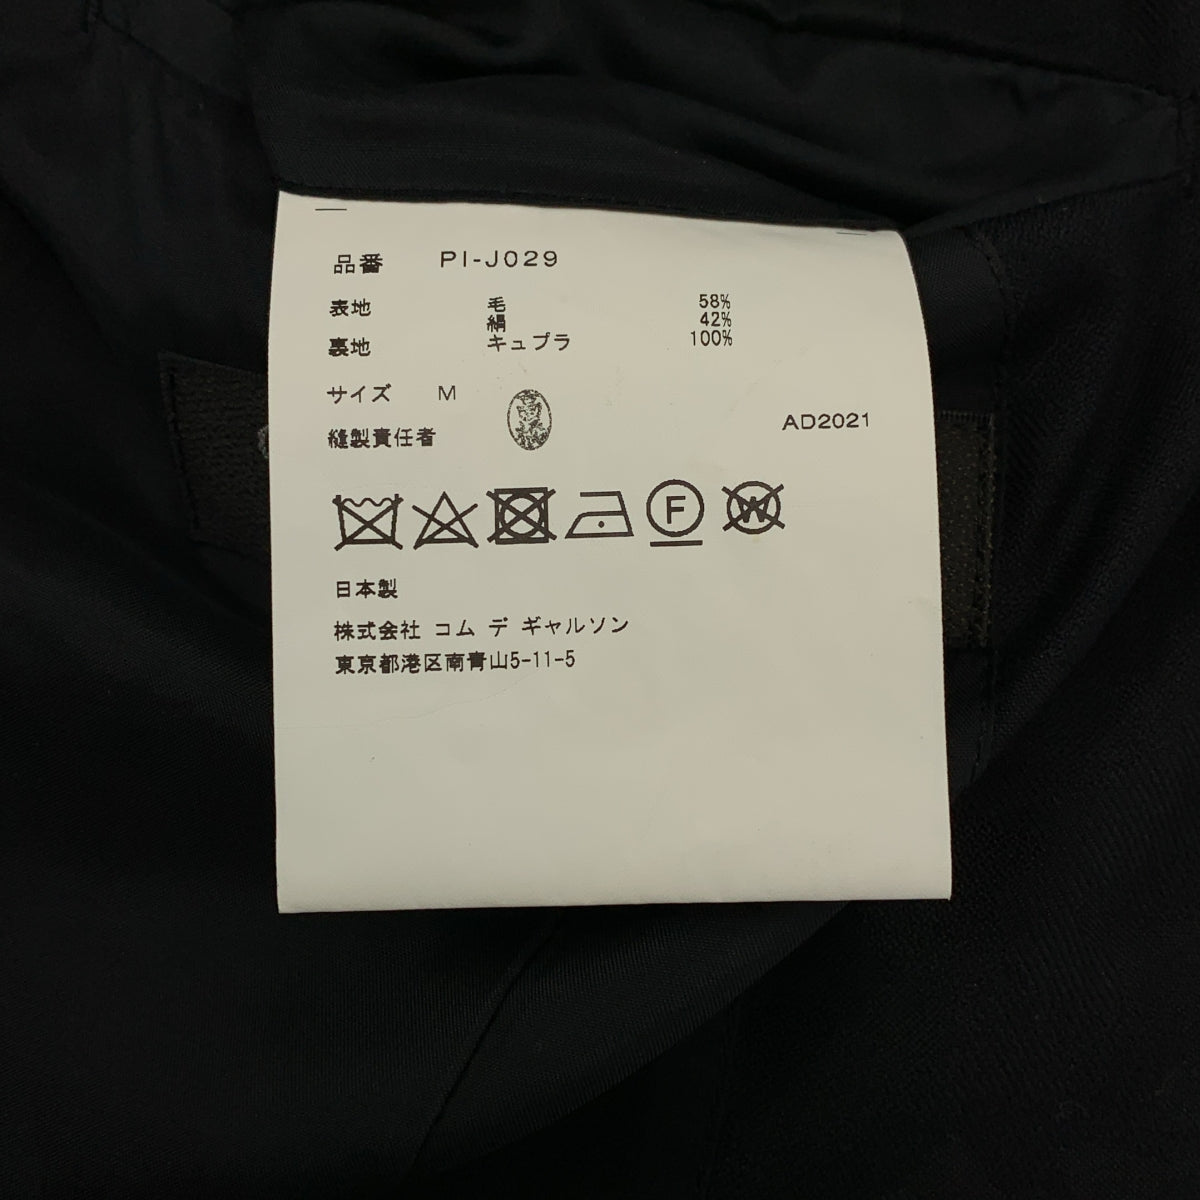 品番 PI-J029
表地 毛 58%
絹 42%
裏地 キュプラ 100%
サイズ M
縫製責任者
AD2021
F
W
日本製
株式会社 コム デ ギャルソン
東京都港区南青山5-11-5